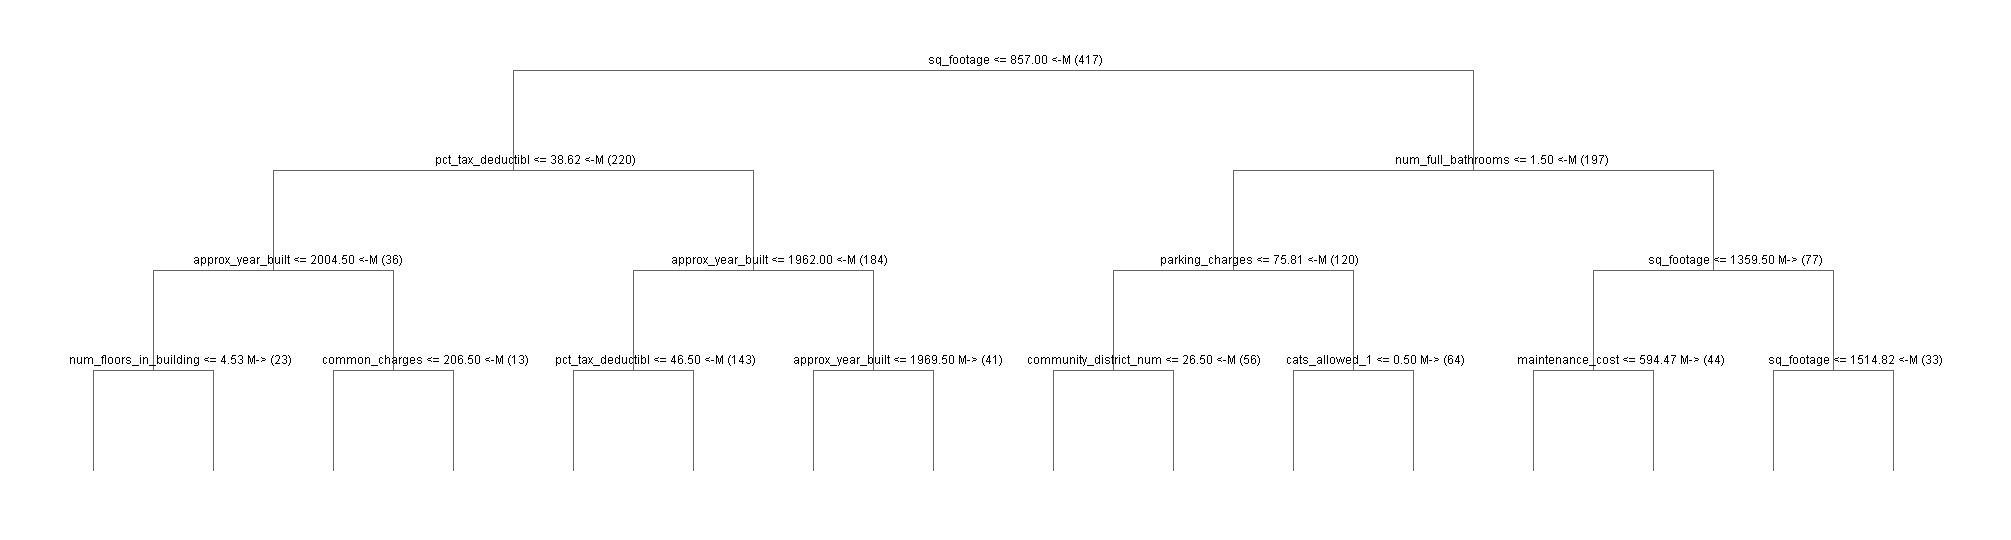 sq_footage <= 857.00 <-M (417)
pct_tax_deductibl <= 38.62 <-M (220)
num_full_bathrooms <= 1.50 <-M (197)
approx_year_built <= 2004.50 <-M (36)
approx_year_built <= 1962.00 <-M (184)
parking_charges <= 75.81 <-M (120)
sq_footage <= 1359.50 M-> (77)
num_floors_in_building <= 4.53 M-> (23)
common_charges <= 206.50 <-M (13)
pct_tax_deductibl <= 46.50 <-M (143)
approx_year_built <= 1969.50 M-> (41)
community_district_num <= 26.50 <-M (56)
cats_allowed_1 <= 0.50 M-> (64)
maintenance_cost <= 594.47 M-> (44)
sq_footage <= 1514.82 <-M (33)